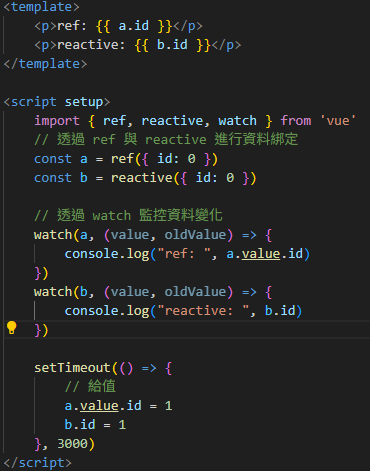 <template>
    <p>ref: {{ a.id }}</p>
    <p>reactive: {{ b.id }}</p>
</template>

<script setup>
    import { ref, reactive, watch } from 'vue'
    // 透過 ref 與 reactive 進行資料綁定
    const a = ref({ id: 0 })
    const b = reactive({ id: 0 })

    // 透過 watch 監控資料變化
    watch(a, (value, oldValue) => {
        console.log("ref: ", a.value.id)
    })
    watch(b, (value, oldValue) => {
        console.log("reactive: ", b.id)
    })

    setTimeout(() => {
        // 給值
        a.value.id = 1
        b.id = 1
    }, 3000)
</script>